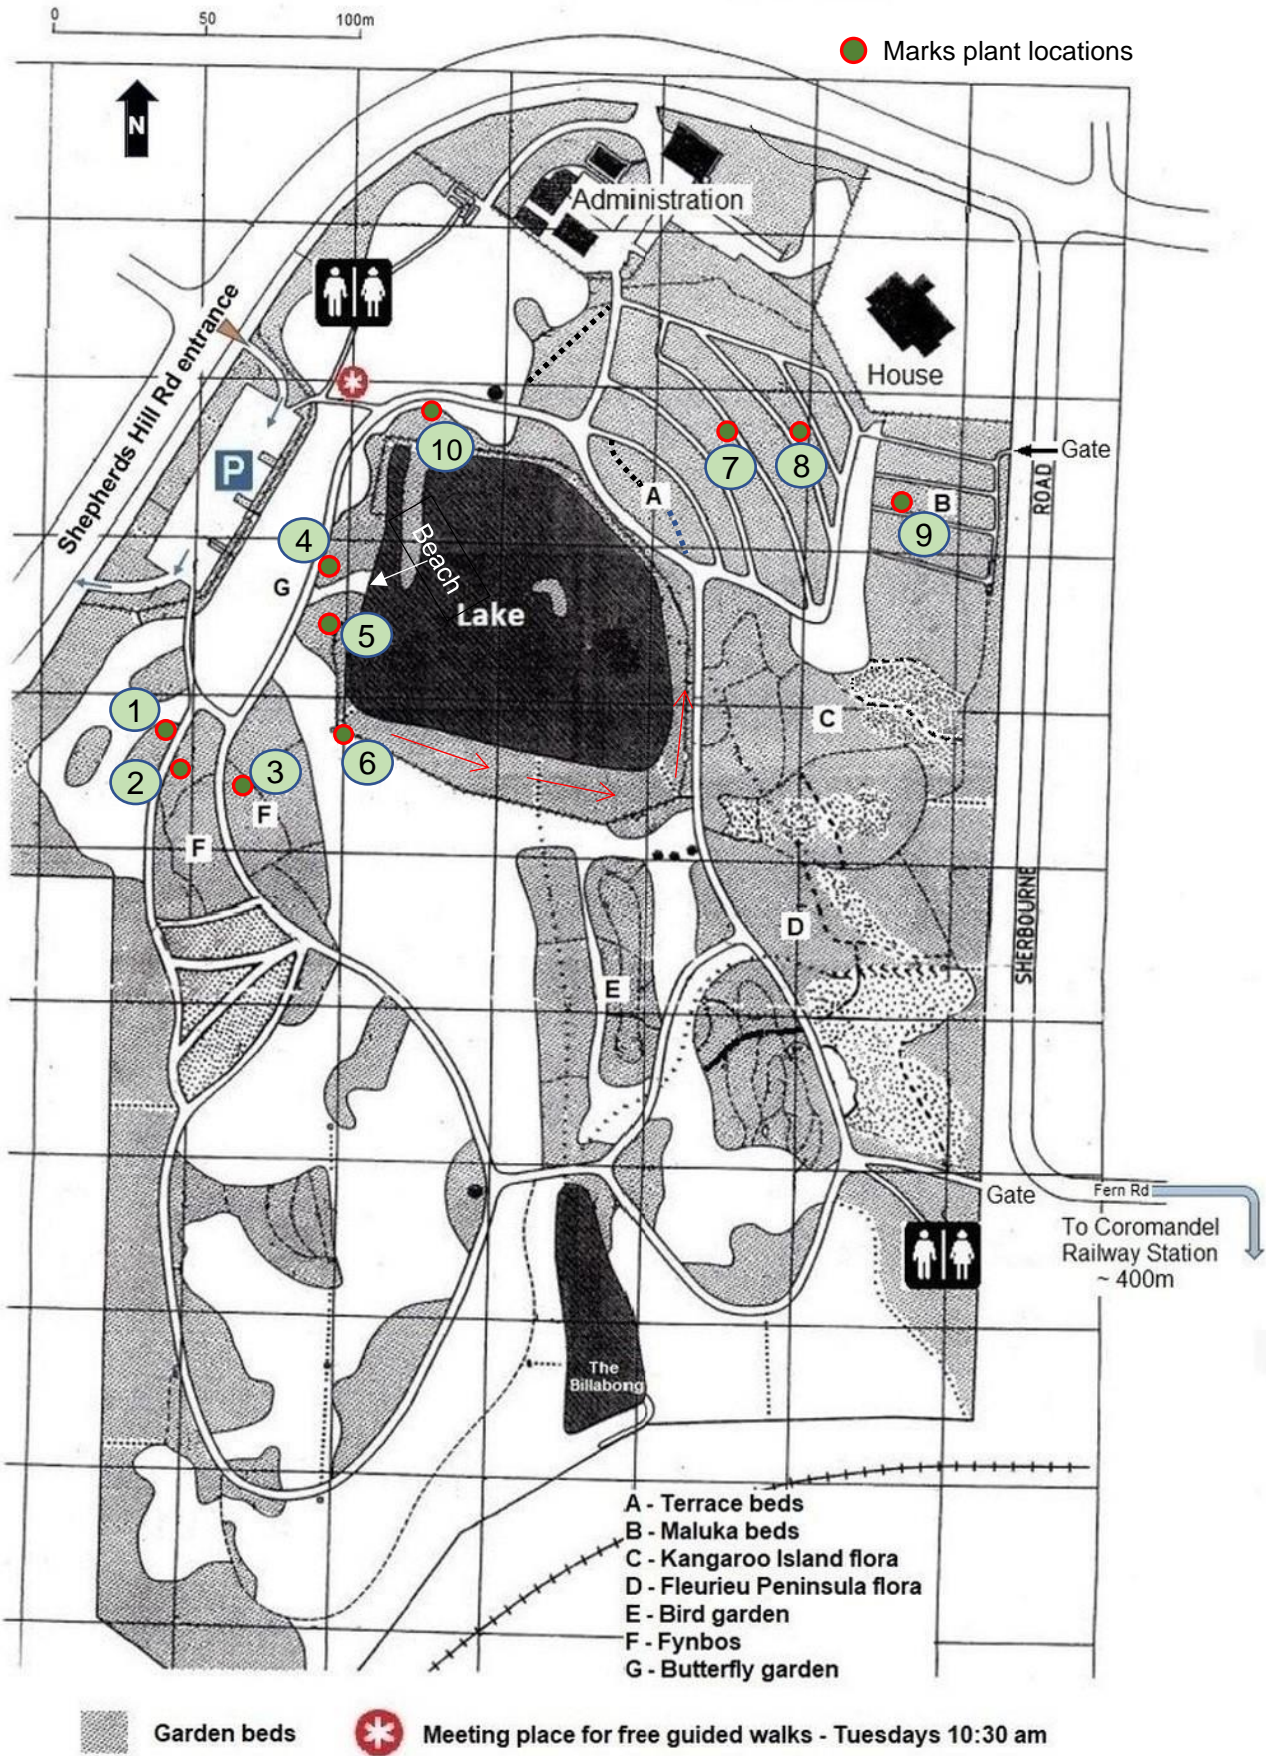 0 50 100m
Marks plant locations
N
Administration
Shepherds Hill Rd entrance
House
P
10
7
8
Gate
ROAD
A
B
9
4
Beach
G
Lake
5
1
C
2
3
6
F
F
D
SHERBOURNE
E
Gate
Fern Rd
To Coromandel
Railway Station
~ 400m
The
Billabong
A - Terrace beds
B - Maluka beds
C - Kangaroo Island flora
D - Fleurieu Peninsula flora
E - Bird garden
F - Fynbos
G - Butterfly garden
Garden beds
Meeting place for free guided walks - Tuesdays 10:30 am